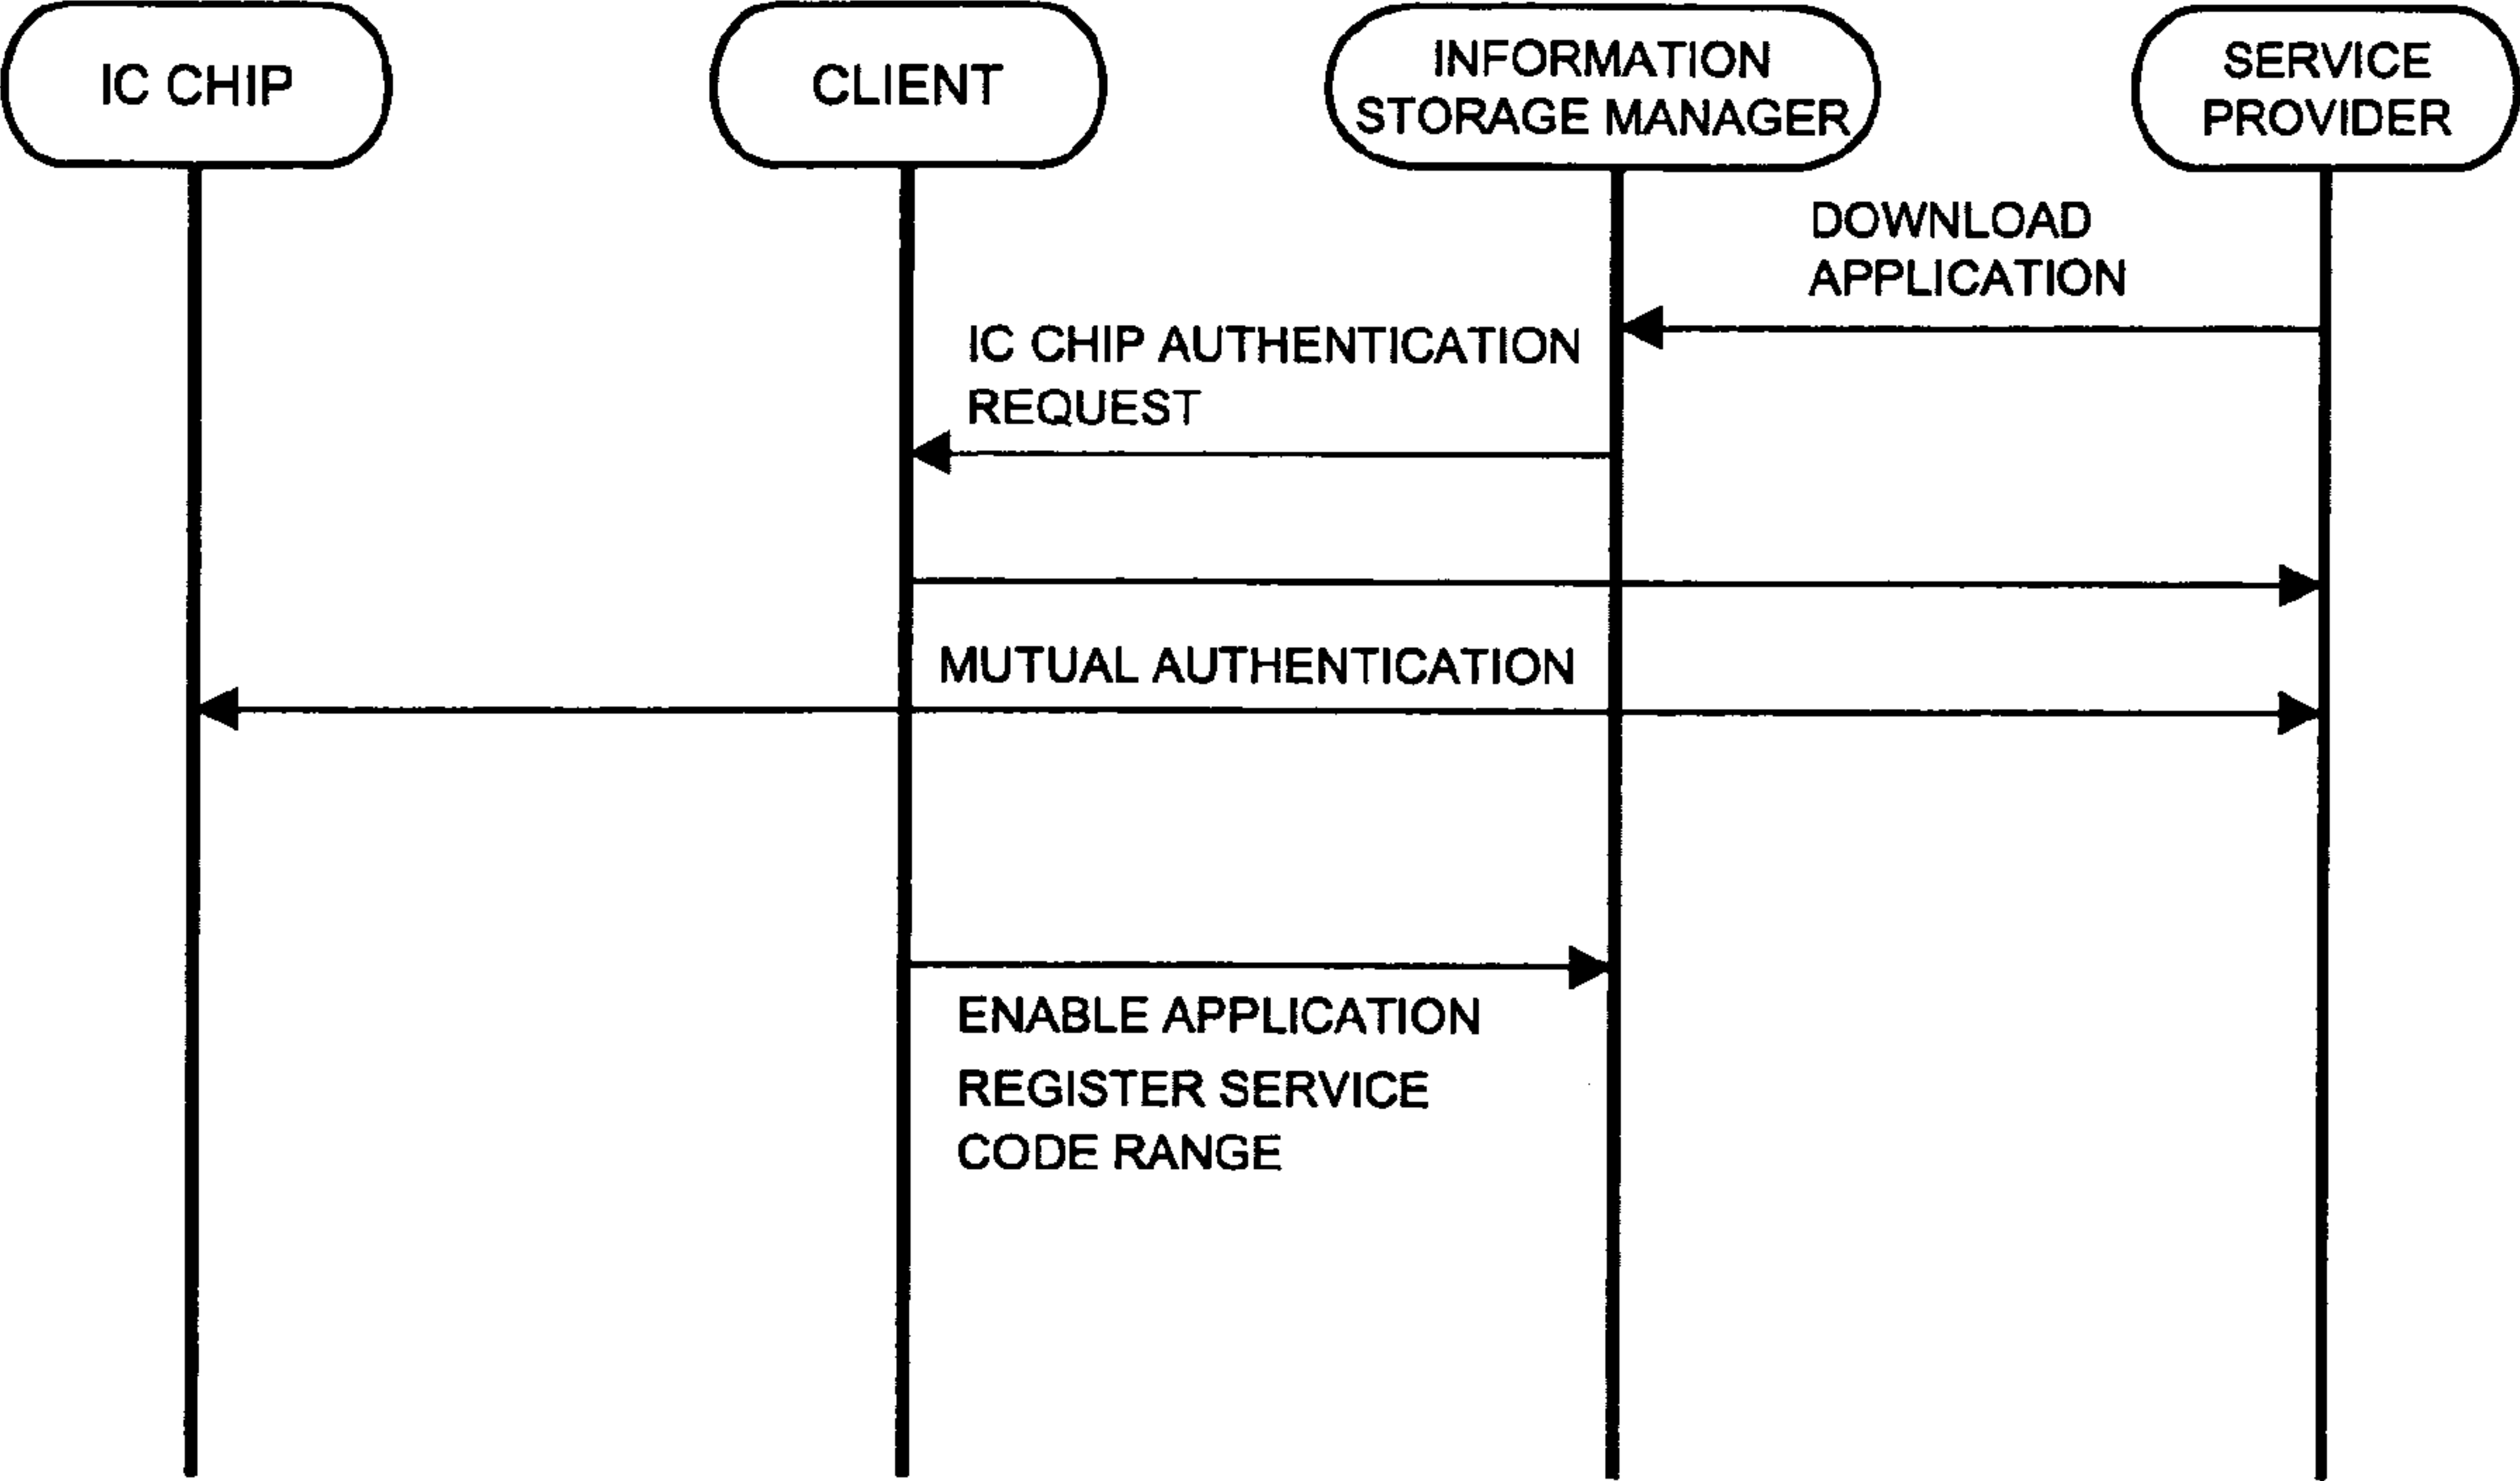 IC CHIP
CLIENT
INFORMATION
STORAGE MANAGER
SERVICE
PROVIDER
DOWNLOAD
APPLICATION
IC CHIP AUTHENTICATION
REQUEST
MUTUAL AUTHENTICATION
ENABLE APPLICATION
REGISTER SERVICE
CODE RANGE